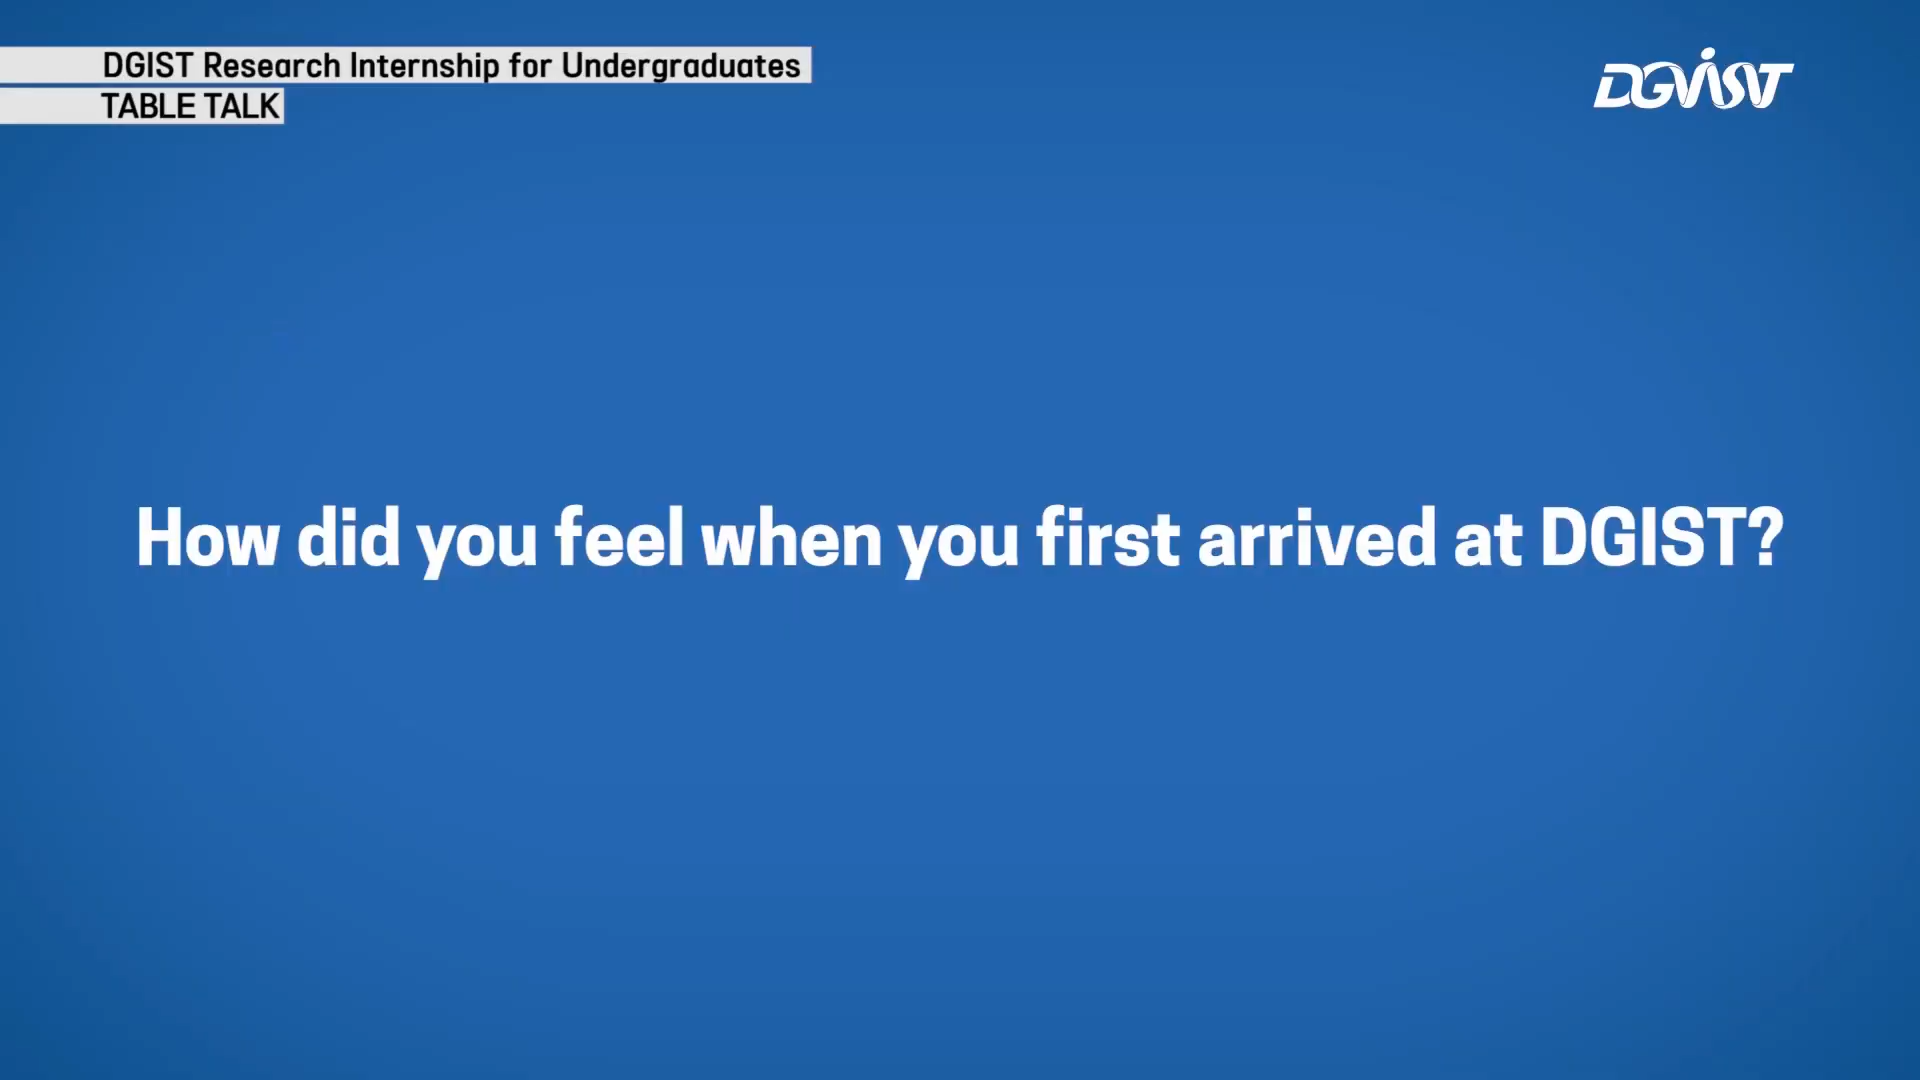 DGIST Research Internship for Undergraduates
TABLE TALK
DGIST
How did you feel when you first arrived at DGIST?